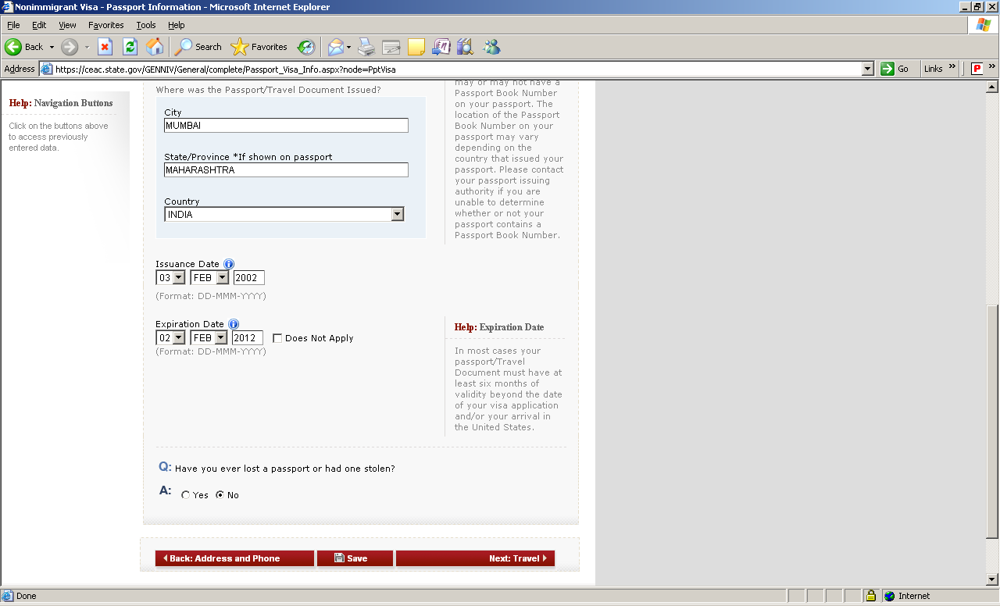 Nonimmigrant Visa - Passport Information - Microsoft Internet Explorer
File Edit View Favorites Tools Help
Back Search Favorites
Address https://ceac.state.gov/GENNIV/General/complete/Passport_Visa_Info.aspx?node=PptVisa Go Links »
Help: Navigation Buttons
Click on the buttons above
to access previously
entered data.
Where was the Passport/Travel Document Issued?
City
MUMBAI
State/Province *If shown on passport
MAHARASHTRA
Country
INDIA
may or may not have a
Passport Book Number
on your passport. The
location of the Passport
Book Number on your
passport may vary
depending on the
country that issued your
passport. Please contact
your passport issuing
authority if you are
unable to determine
whether or not your
passport contains a
Passport Book Number.
Issuance Date
03 FEB 2002
(Format: DD-MMM-YYYY)
Expiration Date
02 FEB 2012 Does Not Apply
(Format: DD-MMM-YYYY)
Help: Expiration Date
In most cases your
passport/Travel
Document must have at
least six months of
validity beyond the date
of your visa application
and/or your arrival in
the United States.
Q: Have you ever lost a passport or had one stolen?
A: Yes No
Back: Address and Phone Save Next: Travel
Done Internet